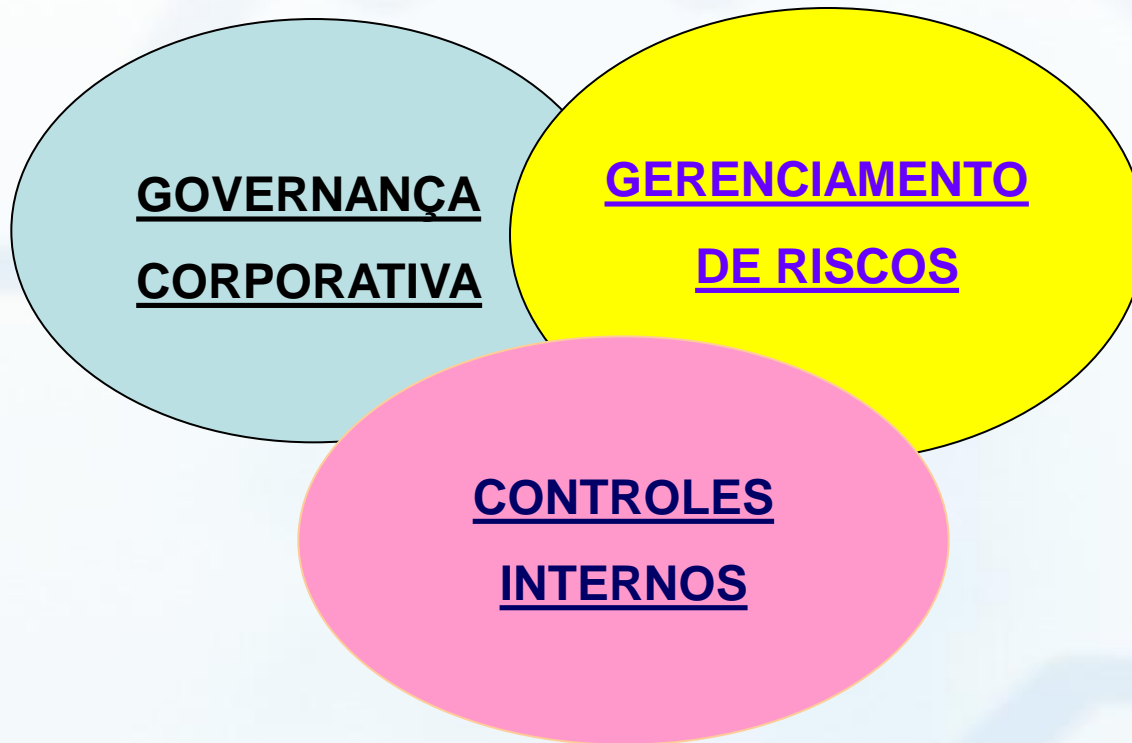 GOVERNANÇA
CORPORATIVA
GERENCIAMENTO
DE RISCOS
CONTROLES
INTERNOS